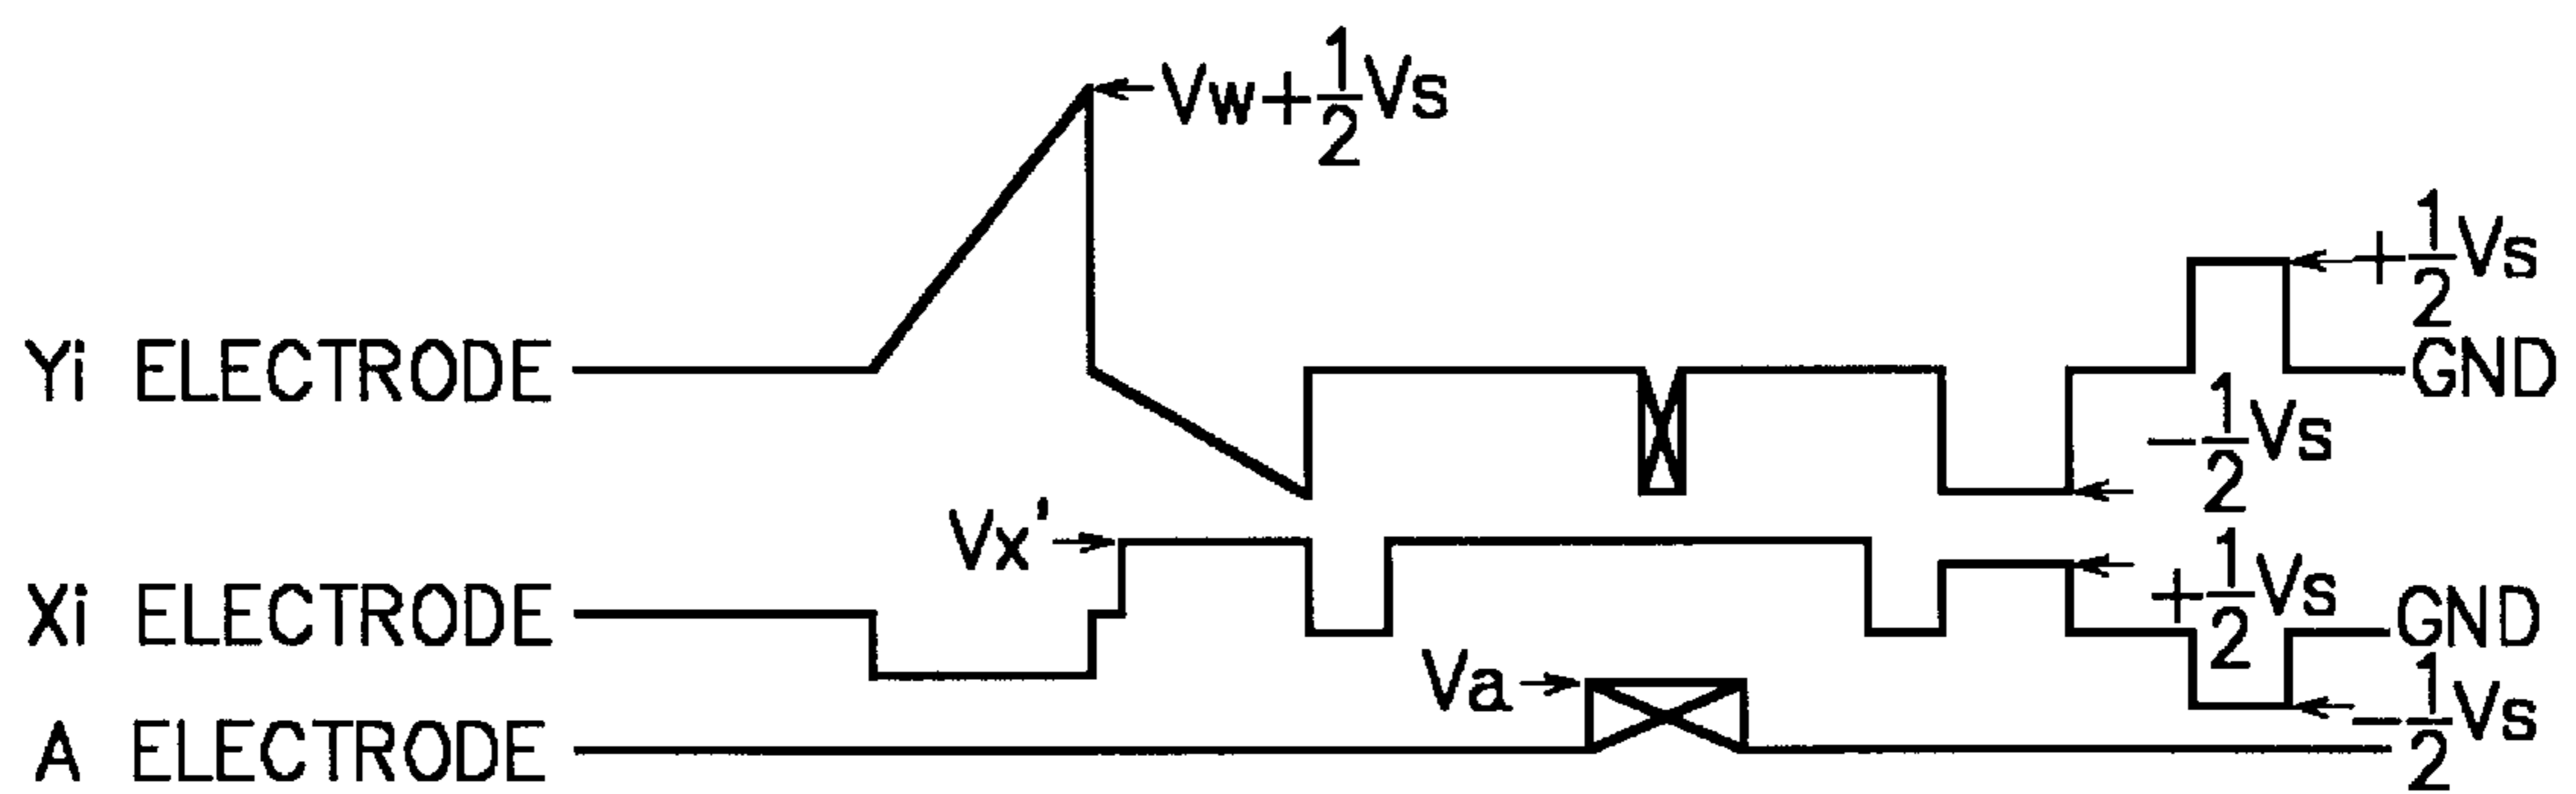 Vw+1/2Vs
+1/2Vs
Yi ELECTRODE
GND
-1/2Vs
Vx'
+1/2Vs
Xi ELECTRODE
GND
Va
-1/2Vs
A ELECTRODE